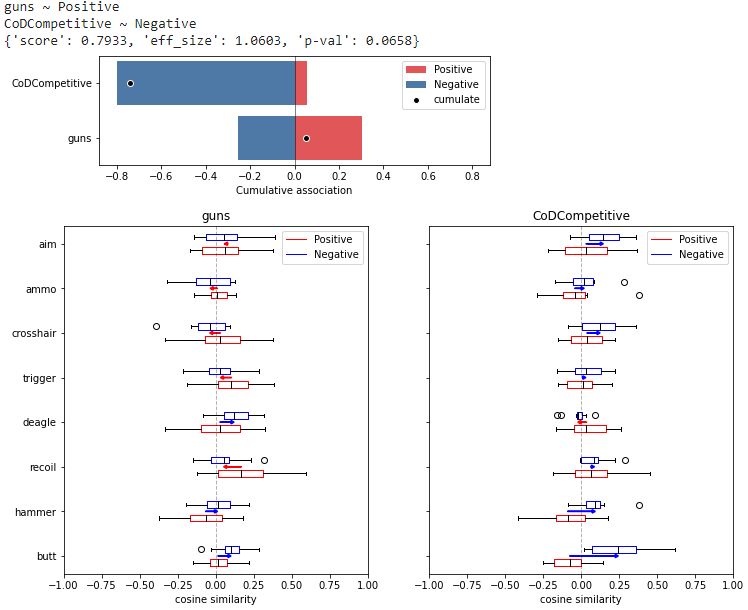 guns ~ Positive
CoDCompetitive ~ Negative
{'score': 0.7933, 'eff_size': 1.0603, 'p-val': 0.0658}
CoDCompetitive
guns
Positive
Negative
cumulate
−0.8 −0.6 −0.4 −0.2 0.0 0.2 0.4 0.6 0.8
Cumulative association
guns
Positive
Negative
aim
ammo
crosshair
trigger
deagle
recoil
hammer
butt
−1.00 −0.75 −0.50 −0.25 0.00 0.25 0.50 0.75 1.00
cosine similarity
CoDCompetitive
Positive
Negative
−1.00 −0.75 −0.50 −0.25 0.00 0.25 0.50 0.75 1.00
cosine similarity